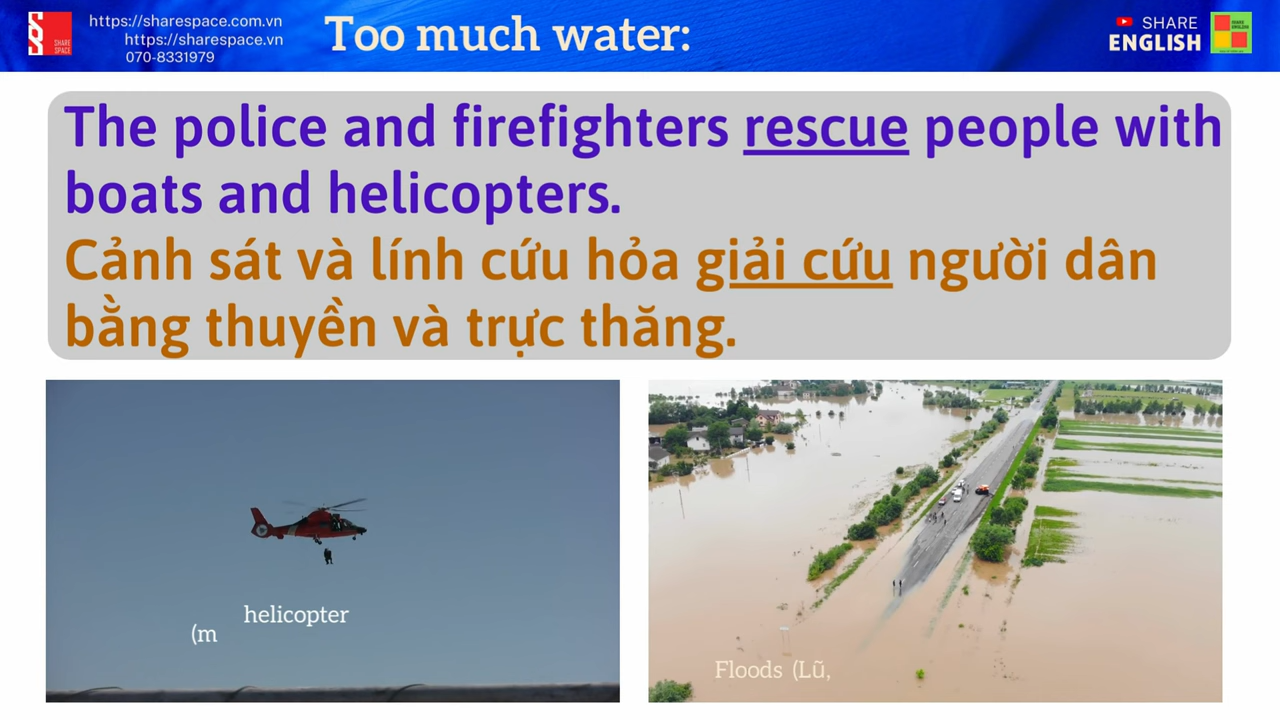 SHARE
SPACE
https://sharespace.com.vn
https://sharespace.vn
070-8331979
Too much water:
SHARE
ENGLISH
The police and firefighters rescue people with
boats and helicopters.
Cảnh sát và lính cứu hỏa giải cứu người dân
bằng thuyền và trực thăng.
helicopter
(m
Floods (Lũ,